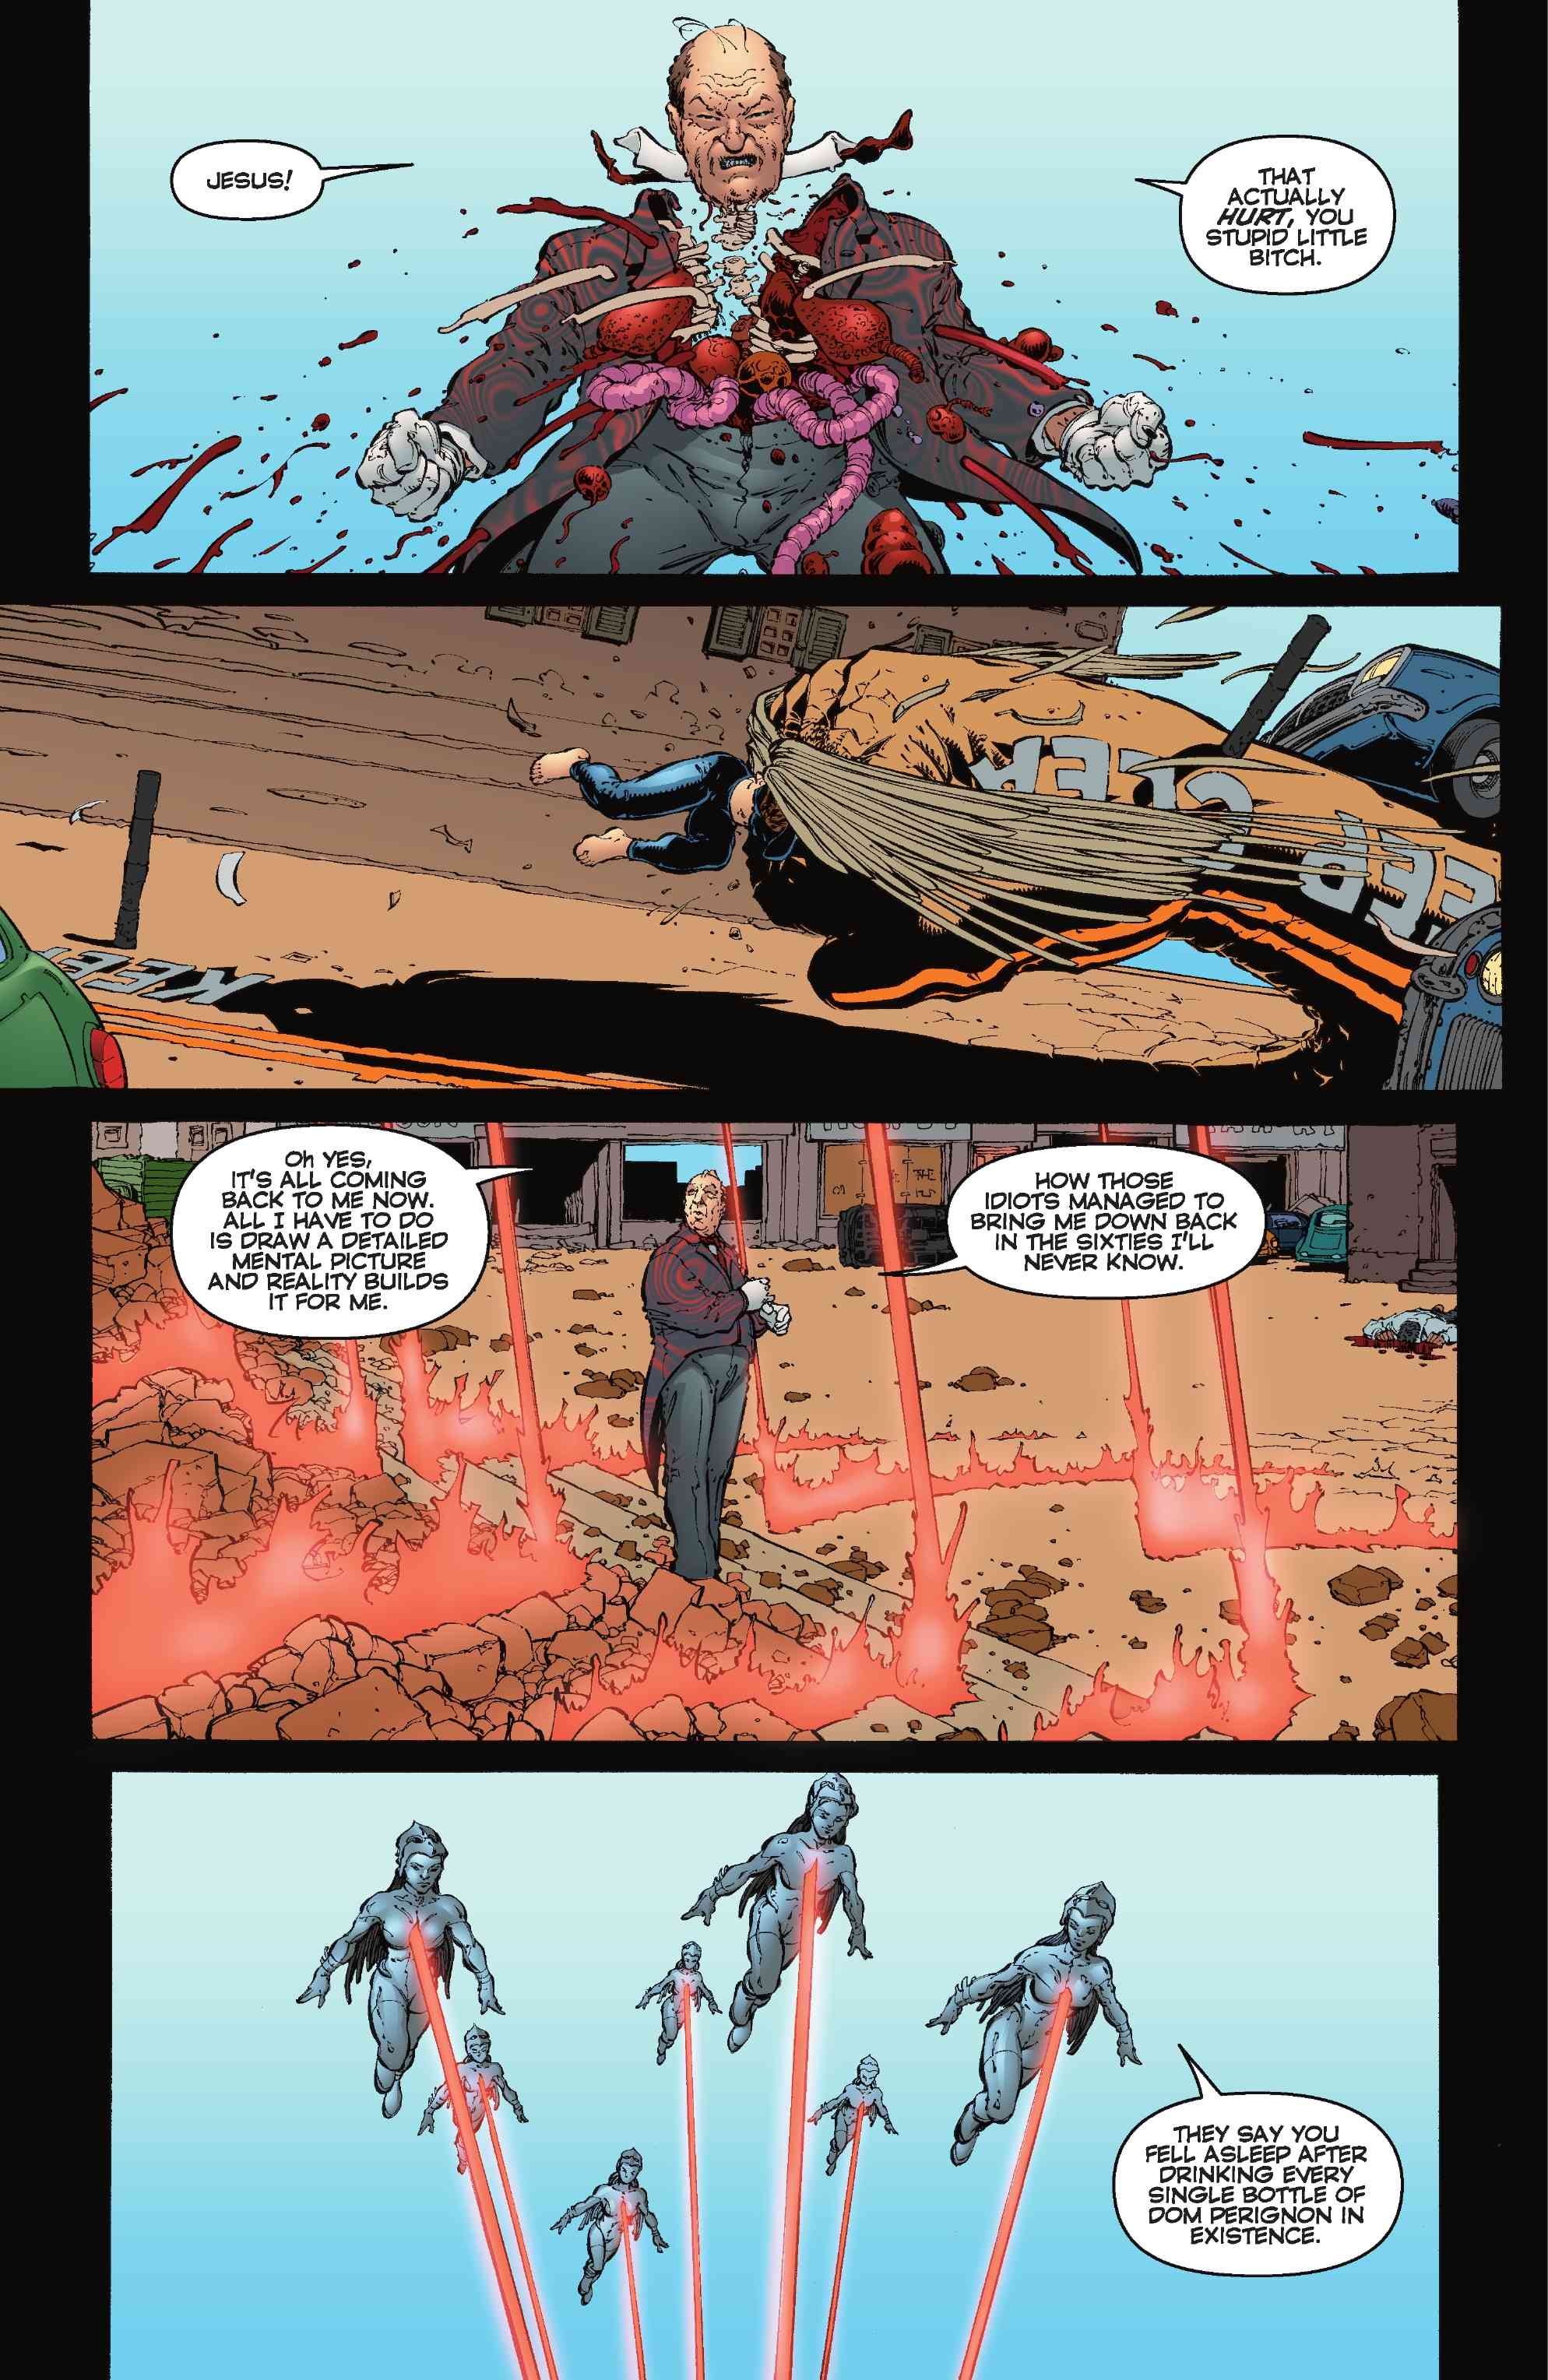 JESUS!
THAT
ACTUALLY
HURT, YOU
STUPID LITTLE
BITCH.
KEEP CLER
KEE
Oh YES,
IT'S ALL COMING
BACK TO ME NOW.
ALL I HAVE TO DO
IS DRAW A DETAILED
MENTAL PICTURE
AND REALITY BUILDS
IT FOR ME.
HOW THOSE
IDIOTS MANAGED TO
BRING ME DOWN BACK
IN THE SIXTIES I'LL
NEVER KNOW.
THEY SAY YOU
FELL ASLEEP AFTER
DRINKING EVERY
SINGLE BOTTLE OF
DOM PERIGNON IN
EXISTENCE.